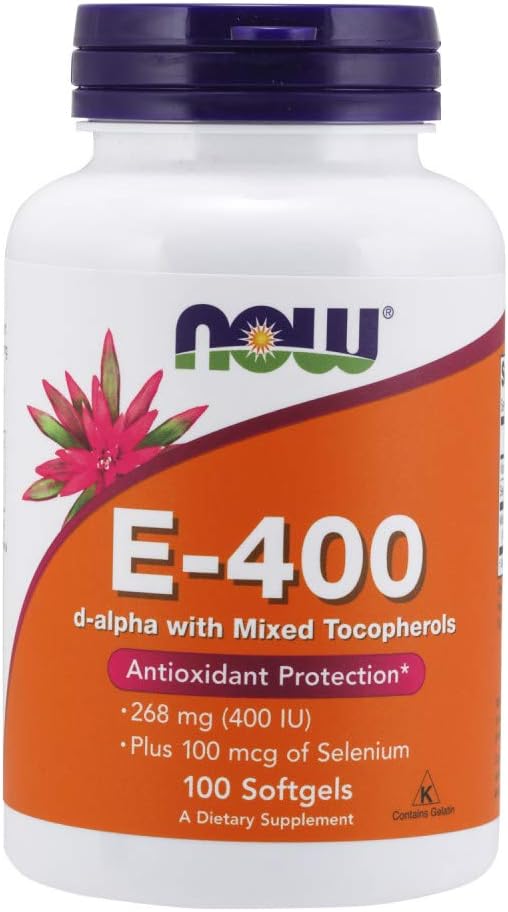 NOW®
E-400
d-alpha with Mixed Tocopherols
Antioxidant Protection*
• 268 mg (400 IU)
• Plus 100 mcg of Selenium
100 Softgels
A Dietary Supplement
K
Contains Gelatin